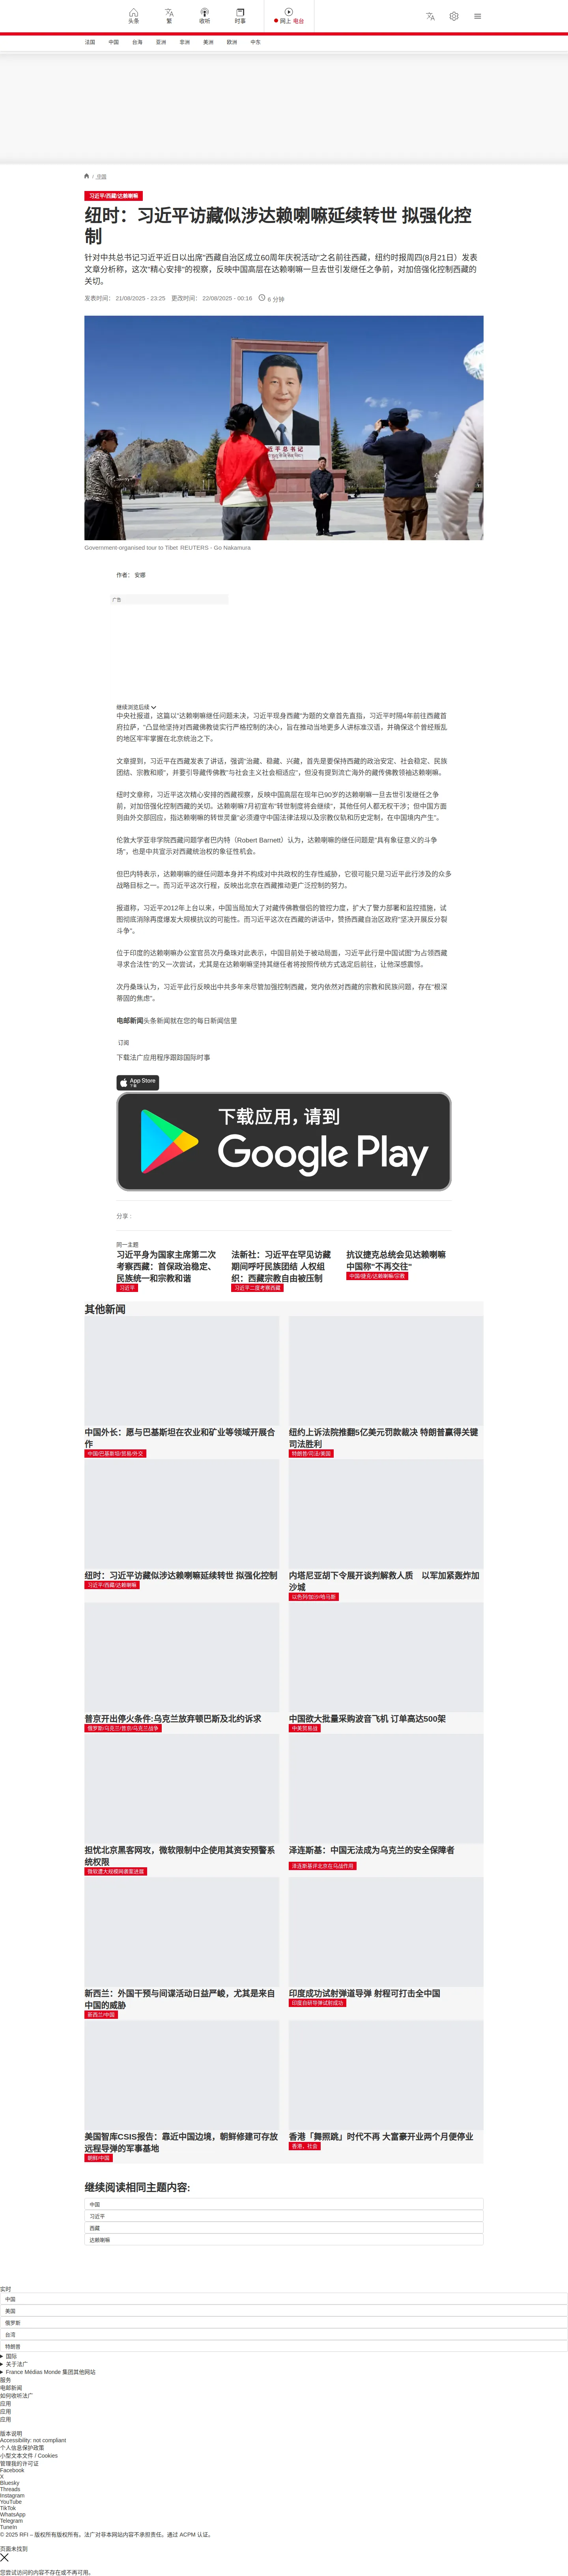 头条
繁
收听
时事
网上 电台
法国
中国
台海
亚洲
非洲
美洲
欧洲
中东
/ 中国
习近平/西藏/达赖喇嘛
纽时：习近平访藏似涉达赖喇嘛延续转世 拟强化控
制
针对中共总书记习近平近日以出席"西藏自治区成立60周年庆祝活动"之名前往西藏，纽约时报周四(8月21日）发表
文章分析称，这次"精心安排"的视察，反映中国高层在达赖喇嘛一旦去世引发继任之争前，对加倍强化控制西藏的
关切。
发表时间： 21/08/2025 - 23:25 更改时间： 22/08/2025 - 00:16 6 分钟
Government-organised tour to Tibet REUTERS - Go Nakamura
作者： 安娜
广告
继续浏览后续
中央社报道，这篇以"达赖喇嘛继任问题未决，习近平现身西藏"为题的文章首先直指，习近平时隔4年前往西藏首
府拉萨，"凸显他坚持对西藏佛教徒实行严格控制的决心，旨在推动当地更多人讲标准汉语，并确保这个曾经叛乱
的地区牢牢掌握在北京统治之下。
文章提到，习近平在西藏发表了讲话，强调"治藏、稳藏、兴藏，首先是要保持西藏的政治安定、社会稳定、民族
团结、宗教和顺"，并要引导藏传佛教"与社会主义社会相适应"，但没有提到流亡海外的藏传佛教领袖达赖喇嘛。
纽时文章称，习近平这次精心安排的西藏视察，反映中国高层在现年已90岁的达赖喇嘛一旦去世引发继任之争
前，对加倍强化控制西藏的关切。达赖喇嘛7月初宣布"转世制度将会继续"，其他任何人都无权干涉；但中国方面
则由外交部回应，指达赖喇嘛的转世灵童"必须遵守中国法律法规以及宗教仪轨和历史定制，在中国境内产生"。
伦敦大学亚非学院西藏问题学者巴内特（Robert Barnett）认为，达赖喇嘛的继任问题是"具有象征意义的斗争
场"，也是中共宣示对西藏统治权的象征性机会。
但巴内特表示，达赖喇嘛的继任问题本身并不构成对中共政权的生存性威胁，它很可能只是习近平此行涉及的众多
战略目标之一。而习近平这次行程，反映出北京在西藏推动更广泛控制的努力。
报道称，习近平2012年上台以来，中国当局加大了对藏传佛教僧侣的管控力度，扩大了警力部署和监控措施，试
图彻底消除再度爆发大规模抗议的可能性。而习近平这次在西藏的讲话中，赞扬西藏自治区政府"坚决开展反分裂
斗争"。
位于印度的达赖喇嘛办公室官员次丹桑珠对此表示，中国目前处于被动局面，习近平此行是中国试图"为占领西藏
寻求合法性"的又一次尝试，尤其是在达赖喇嘛坚持其继任者将按照传统方式选定后前往，让他深感震惊。
次丹桑珠认为，习近平此行反映出中共多年来尽管加强控制西藏，党内依然对西藏的宗教和民族问题，存在"根深
蒂固的焦虑"。
电邮新闻头条新闻就在您的每日新闻信里
订阅
下载法广应用程序跟踪国际时事
App Store
下载
下载应用，请到
Google Play
分享 :
同一主题
习近平身为国家主席第二次
考察西藏：首保政治稳定、
民族统一和宗教和谐
习近平
法新社：习近平在罕见访藏
期间呼吁民族团结 人权组
织：西藏宗教自由被压制
习近平二度考察西藏
抗议捷克总统会见达赖喇嘛
中国称"不再交往"
中国/捷克/达赖喇嘛/宗教
其他新闻
中国外长：愿与巴基斯坦在农业和矿业等领域开展合
作
中国/巴基斯坦/贸易/外交
纽约上诉法院推翻5亿美元罚款裁决 特朗普赢得关键
司法胜利
特朗普/司法/美国
纽时：习近平访藏似涉达赖喇嘛延续转世 拟强化控制
习近平/西藏/达赖喇嘛
内塔尼亚胡下令展开谈判解救人质 以军加紧轰炸加
沙城
以色列/加沙/哈马斯
普京开出停火条件:乌克兰放弃顿巴斯及北约诉求
俄罗斯/乌克兰/普京/乌克兰战争
中国欲大批量采购波音飞机 订单高达500架
中美贸易战
担忧北京黑客网攻，微软限制中企使用其资安预警系
统权限
微软遭大规模网袭案进展
泽连斯基：中国无法成为乌克兰的安全保障者
泽连斯基评北京在乌战作用
新西兰：外国干预与间谍活动日益严峻，尤其是来自
中国的威胁
新西兰/中国
印度成功试射弹道导弹 射程可打击全中国
印度自研导弹试射成功
美国智库CSIS报告：靠近中国边境，朝鲜修建可存放
远程导弹的军事基地
朝鲜/中国
香港「舞照跳」时代不再 大富豪开业两个月便停业
香港，社会
继续阅读相同主题内容:
中国
习近平
西藏
达赖喇嘛
实时
中国
美国
俄罗斯
台湾
特朗普
国际
关于法广
France Médias Monde 集团其他网站
服务
电邮新闻
如何收听法广
应用
应用
应用
版本说明
Accessibility: not compliant
个人信息保护政策
小型文本文件 / Cookies
管理我的许可证
Facebook
X
Bluesky
Threads
Instagram
YouTube
TikTok
WhatsApp
Telegram
TuneIn
© 2025 RFI – 版权所有版权所有。法广对非本网站内容不承担责任。通过 ACPM 认证。
页面未找到
您尝试访问的内容不存在或不再可用。